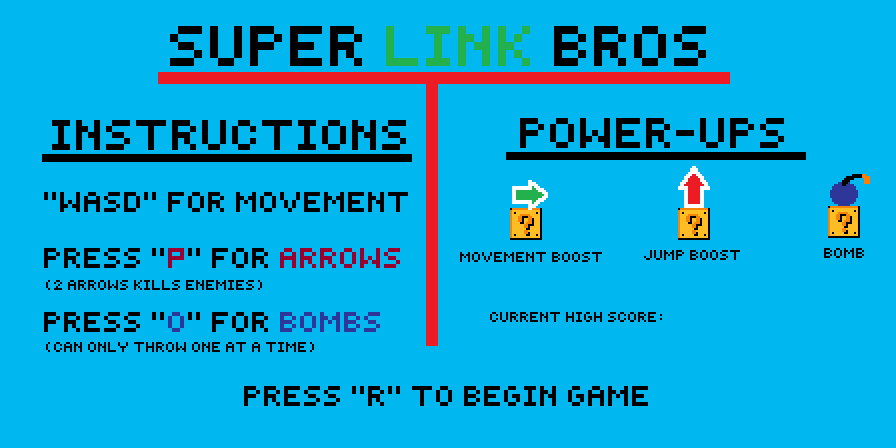 SUPER LINK BROS
INSTRUCTIONS
"WASD" FOR MOVEMENT
PRESS "P" FOR ARROWS
(2 ARROWS KILLS ENEMIES)
PRESS "O" FOR BOMBS
(CAN ONLY THROW ONE AT A TIME)
POWER-UPS
?
?
?
MOVEMENT BOOST
JUMP BOOST
BOMB
CURRENT HIGH SCORE:
PRESS "R" TO BEGIN GAME